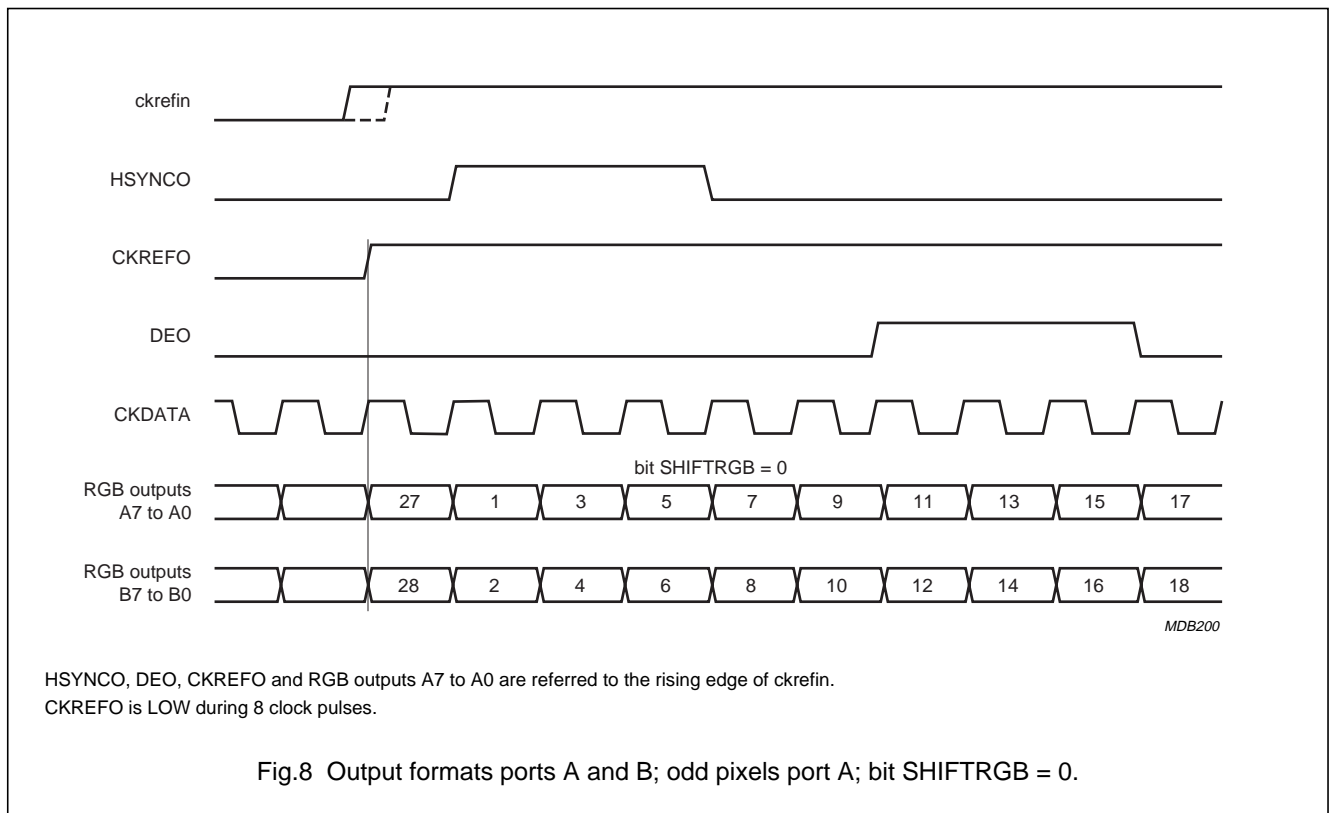 ckrefin
HSYNCO
CKREFO
DEO
CKDATA
bit SHIFTRGB = 0
RGB outputs
A7 to A0
27 1 3 5 7 9 11 13 15 17
RGB outputs
B7 to B0
28 2 4 6 8 10 12 14 16 18
MDB200
HSYNCO, DEO, CKREFO and RGB outputs A7 to A0 are referred to the rising edge of ckrefin.
CKREFO is LOW during 8 clock pulses.
Fig.8 Output formats ports A and B; odd pixels port A; bit SHIFTRGB = 0.